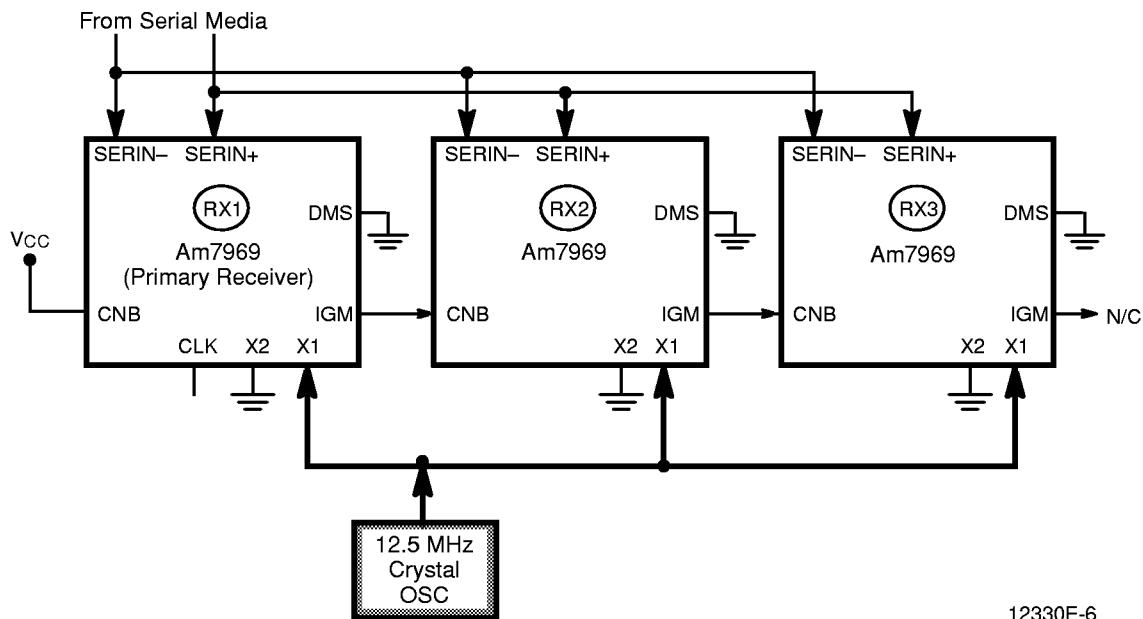 From Serial Media
SERIN– SERIN+
RX1
DMS
Am7969
(Primary Receiver)
VCC
CNB
IGM
CLK X2 X1
SERIN– SERIN+
RX2
DMS
Am7969
CNB
IGM
X2 X1
SERIN– SERIN+
RX3
DMS
Am7969
CNB
IGM
N/C
X2 X1
12.5 MHz
Crystal
OSC
12330E-6